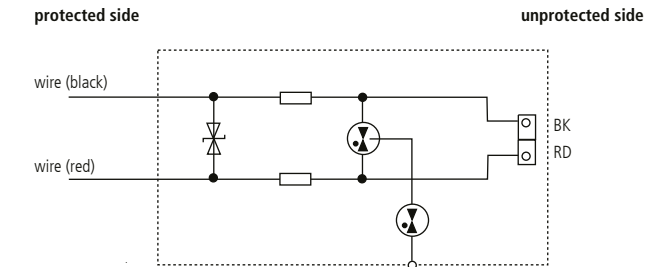 protected side
unprotected side
wire (black)
BK
RD
wire (red)